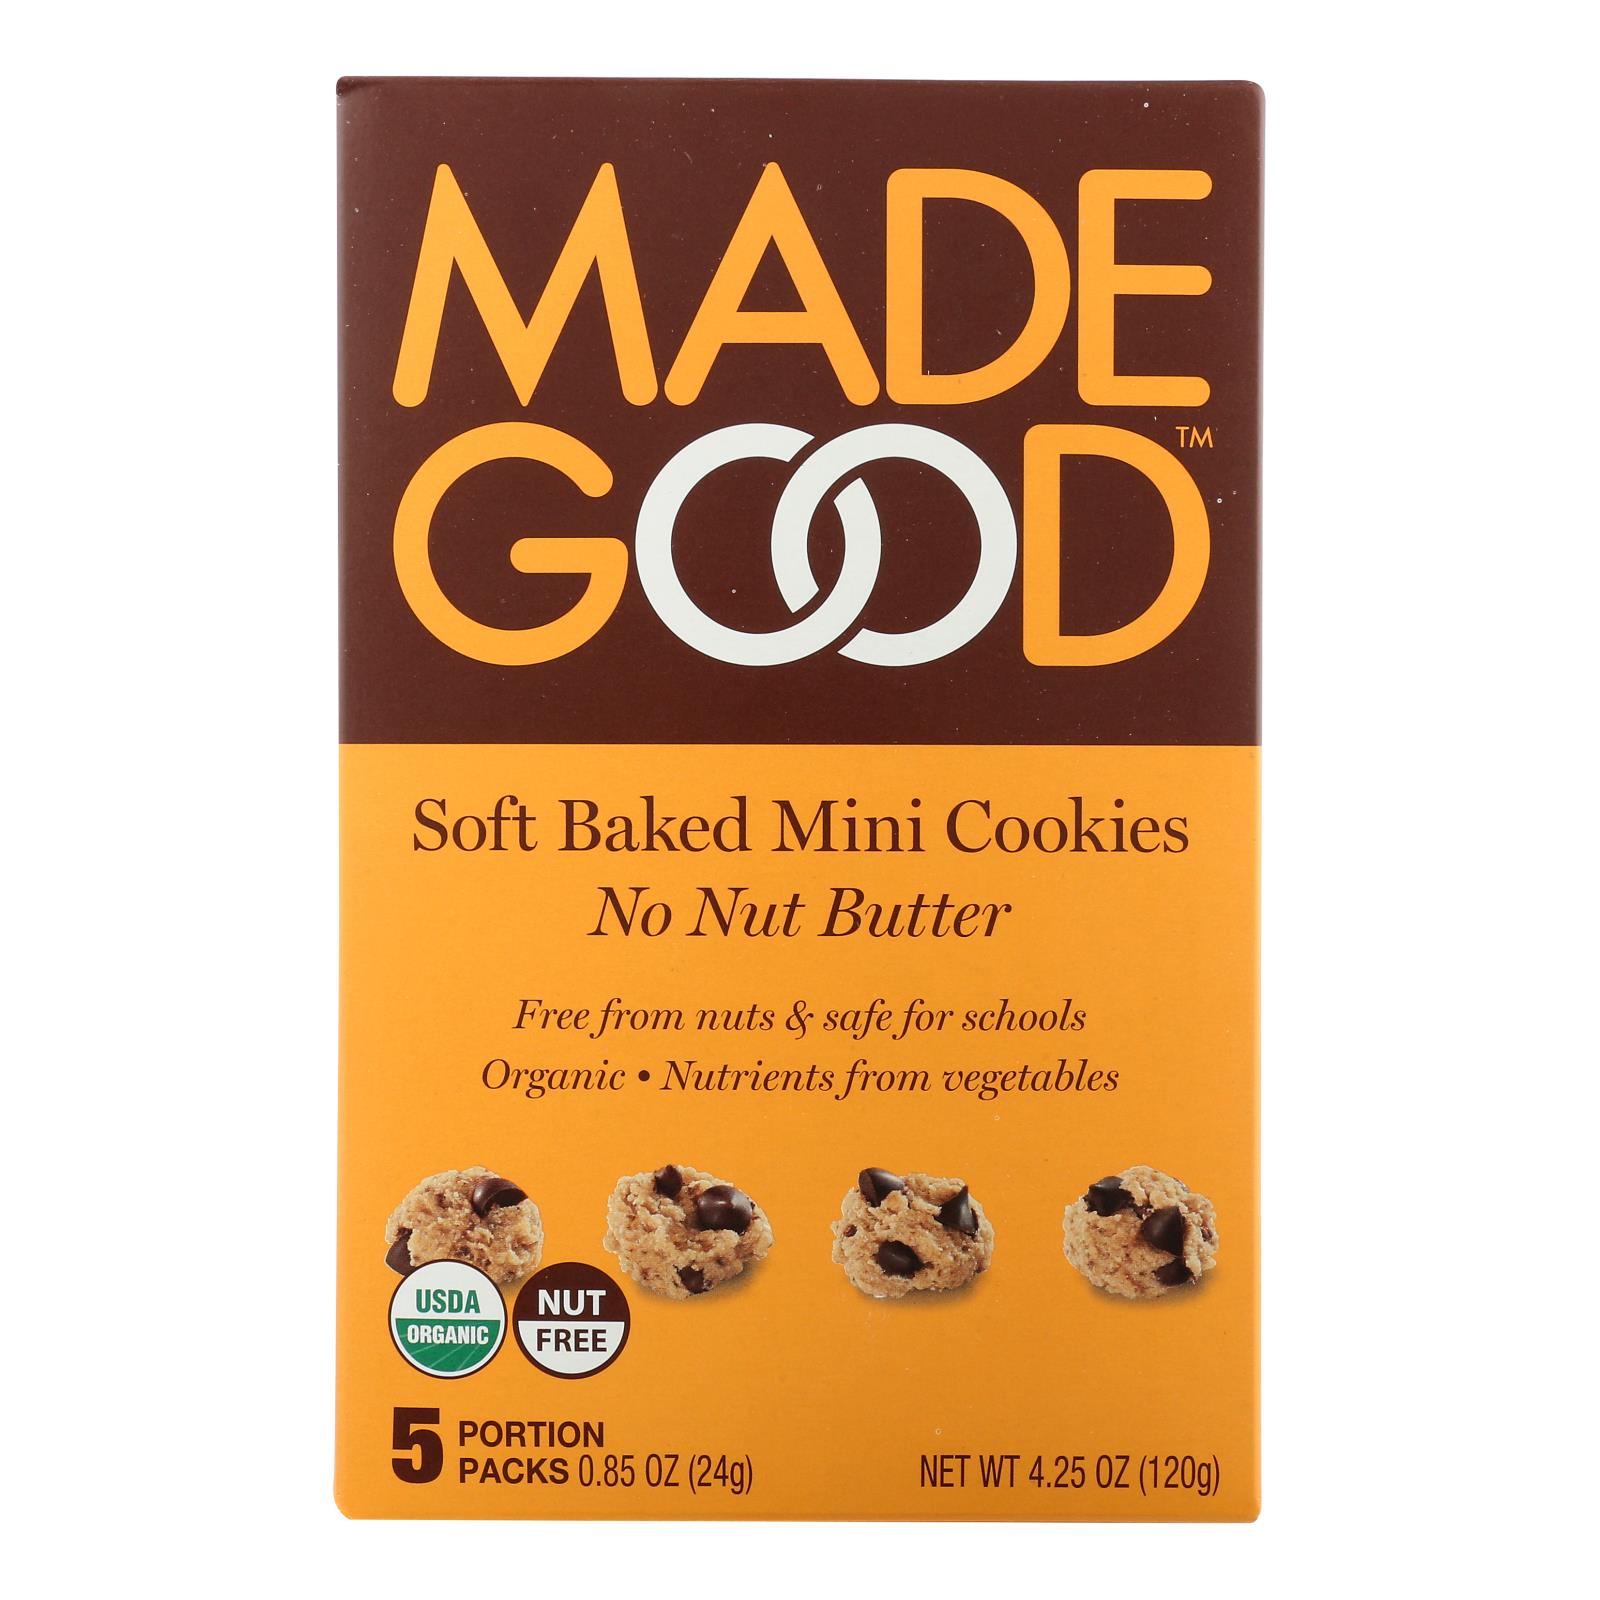 MADE
GOOD™
Soft Baked Mini Cookies
No Nut Butter
Free from nuts & safe for schools
Organic • Nutrients from vegetables
USDA
ORGANIC
NUT
FREE
5 PORTION
PACKS 0.85 OZ (24g)
NET WT 4.25 OZ (120g)